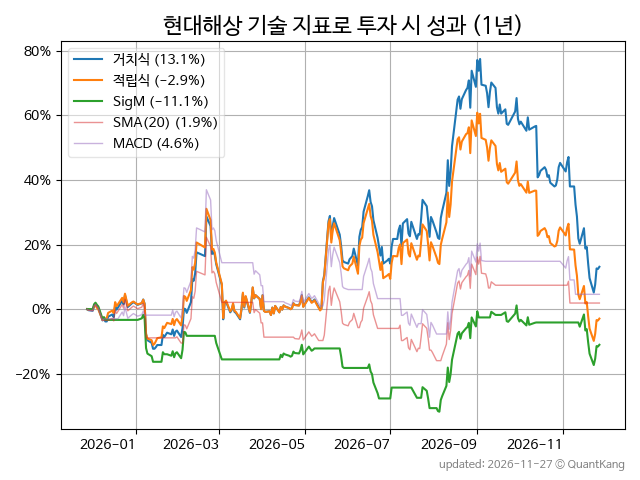 현대해상 기술 지표로 투자 시 성과 (1년)
80%
60%
40%
20%
0%
−20%
거치식 (13.1%)
적립식 (−2.9%)
SigM (−11.1%)
SMA(20) (1.9%)
MACD (4.6%)
2026-01
2026-03
2026-05
2026-07
2026-09
2026-11
updated: 2026-11-27 © QuantKang